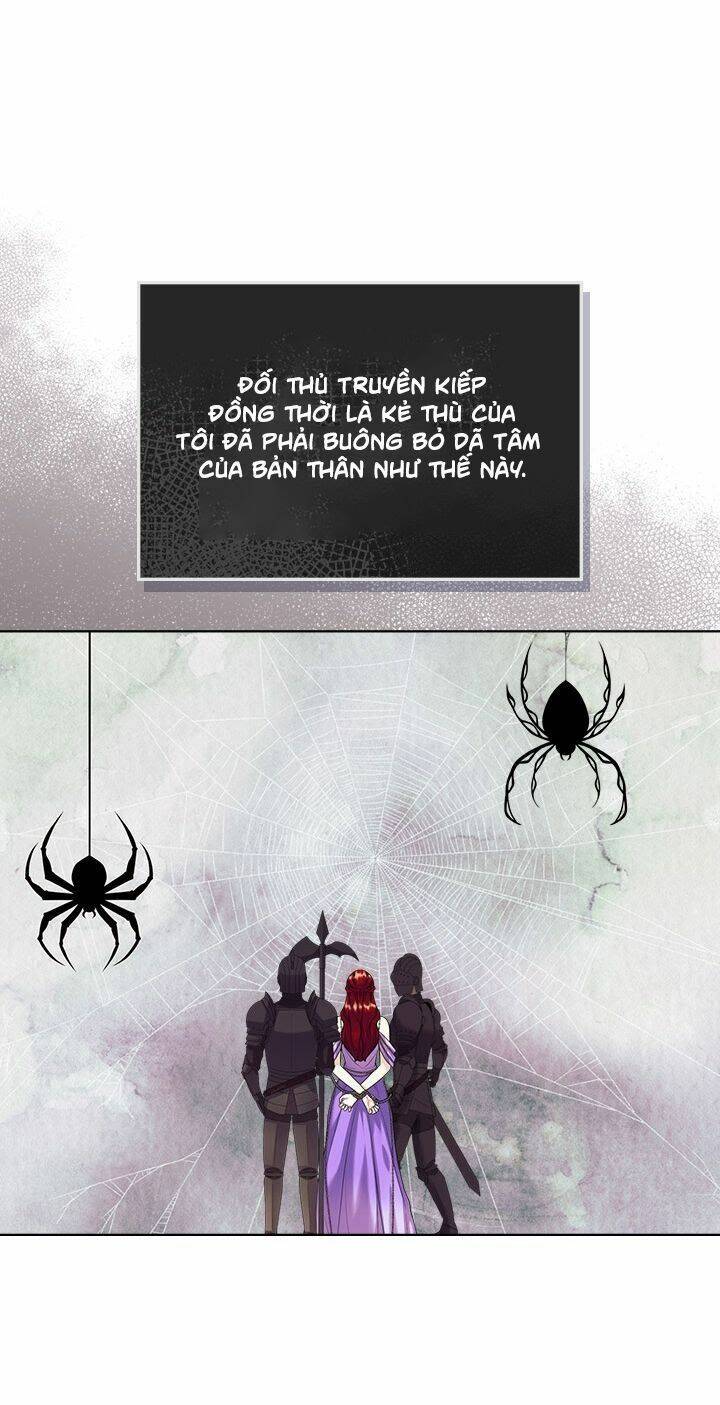 ĐỐI THỦ TRUYỀN KIẾP
ĐỒNG THỜI LÀ KẺ THÙ CỦA
TÔI ĐÃ PHẢI BUÔNG BỎ DÃ TÂM
CỦA BẢN THÂN NHƯ THẾ NÀY.